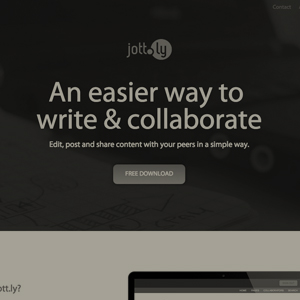 Contact
jott.ly
An easier way to
write & collaborate
Edit, post and share content with your peers in a simple way.
FREE DOWNLOAD
ott.ly?